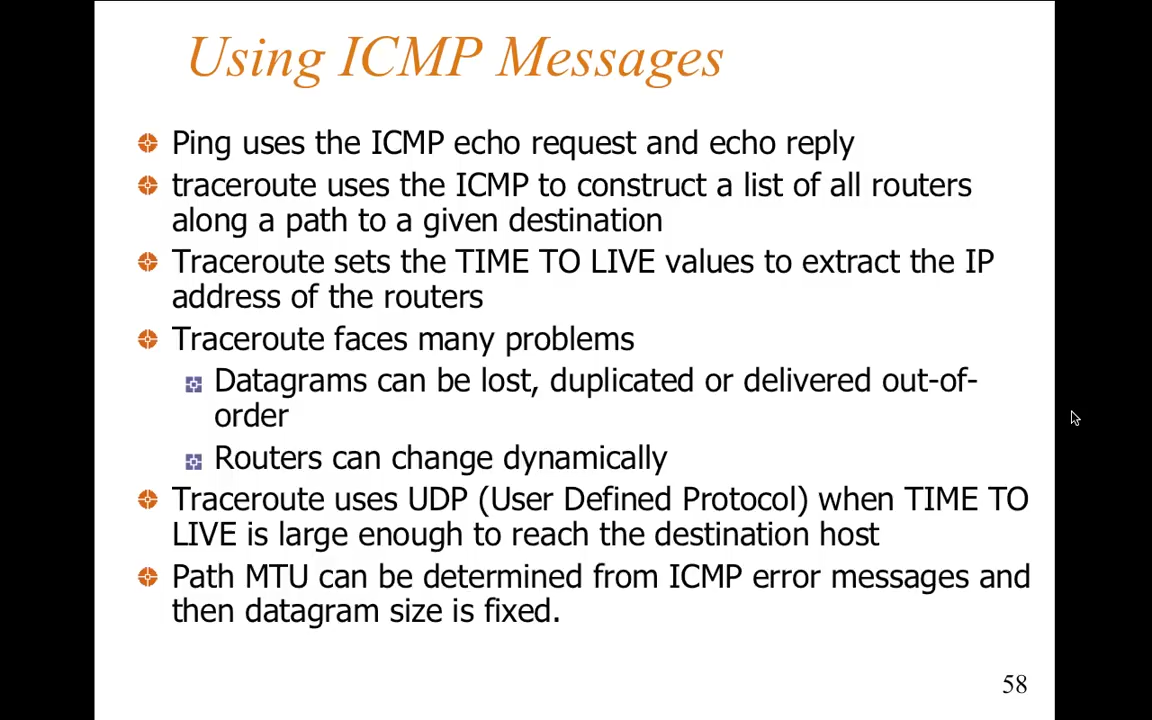 Using ICMP Messages
Ping uses the ICMP echo request and echo reply
traceroute uses the ICMP to construct a list of all routers
along a path to a given destination
Traceroute sets the TIME TO LIVE values to extract the IP
address of the routers
Traceroute faces many problems
Datagrams can be lost, duplicated or delivered out-of-
order
Routers can change dynamically
Traceroute uses UDP (User Defined Protocol) when TIME TO
LIVE is large enough to reach the destination host
Path MTU can be determined from ICMP error messages and
then datagram size is fixed.
58